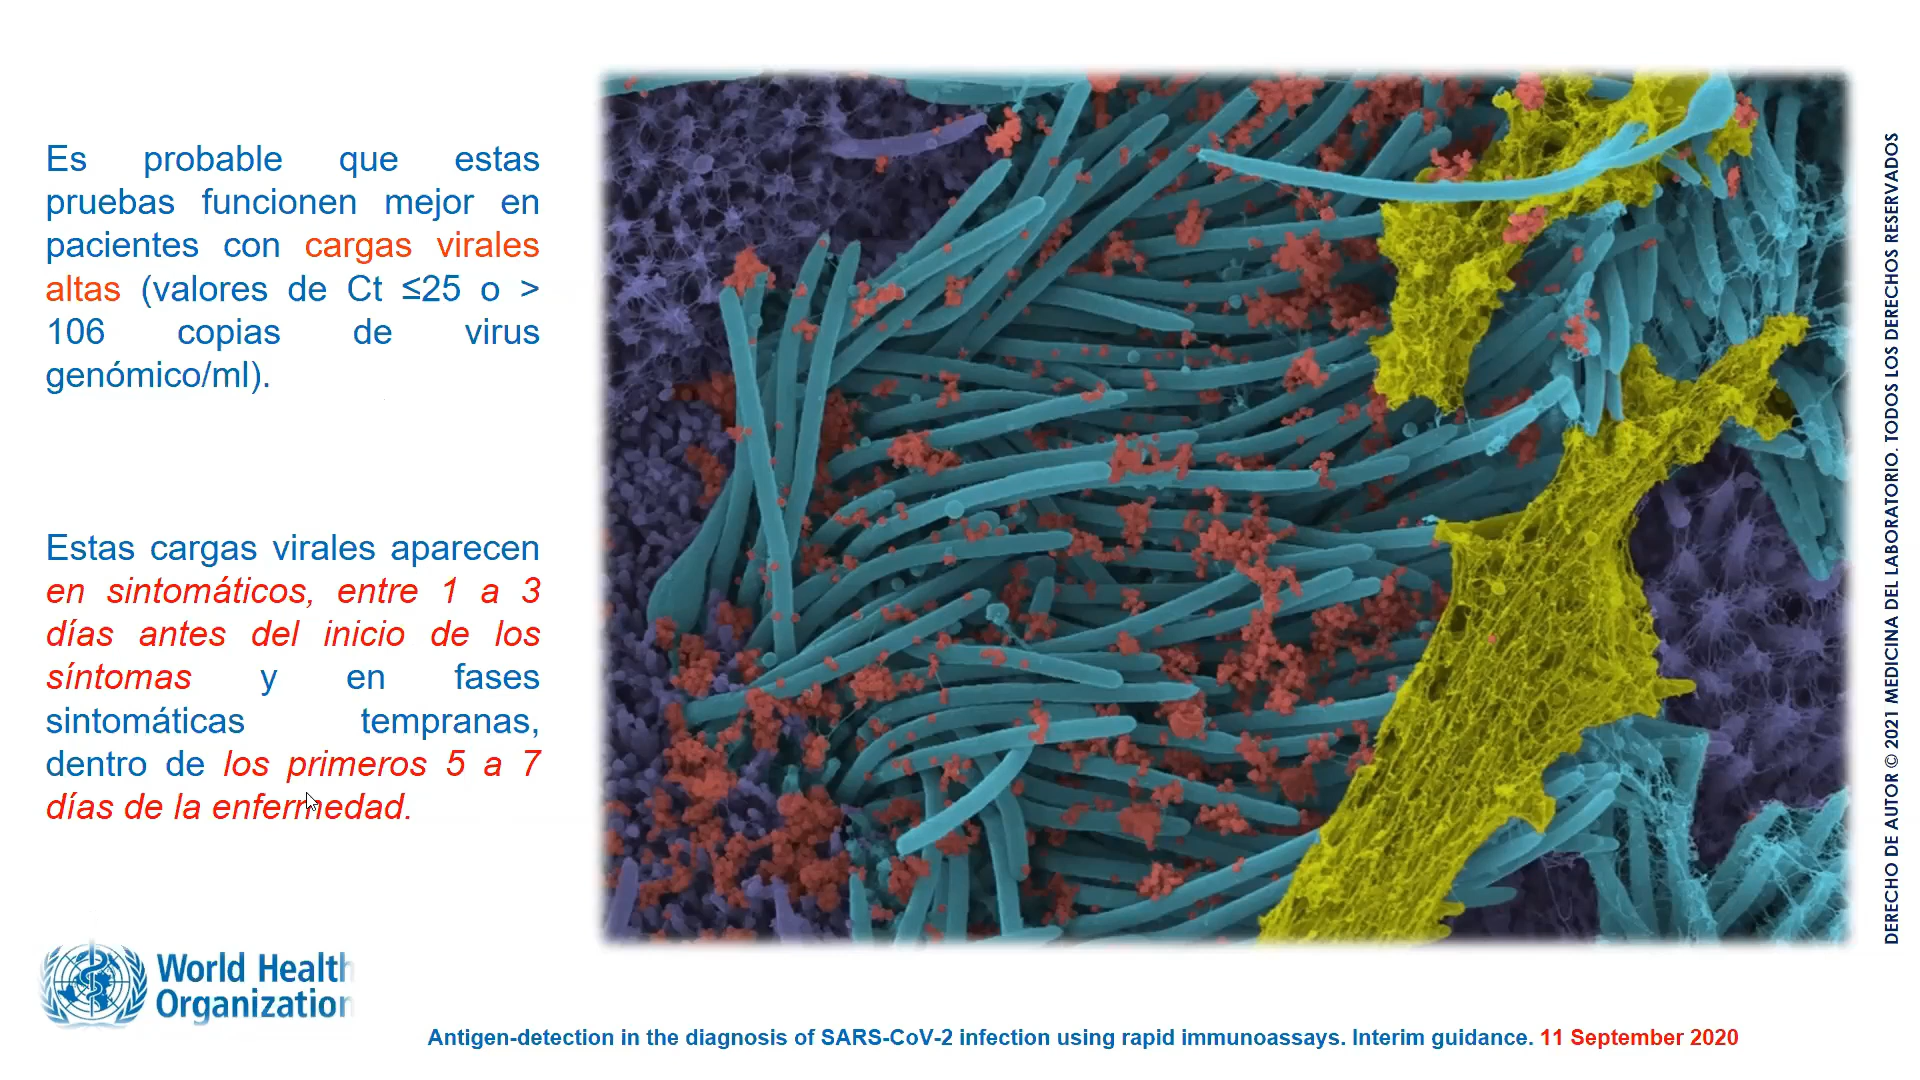 Es probable que estas
pruebas funcionen mejor en
pacientes con cargas virales
altas (valores de Ct ≤25 o >
106 copias de virus
genómico/ml).
Estas cargas virales aparecen
en sintomáticos, entre 1 a 3
días antes del inicio de los
síntomas y en fases
sintomáticas tempranas,
dentro de los primeros 5 a 7
días de la enfermedad.
World Health
Organization
Antigen-detection in the diagnosis of SARS-CoV-2 infection using rapid immunoassays. Interim guidance. 11 September 2020
DERECHO DE AUTOR © 2021 MEDICINA DEL LABORATORIO. TODOS LOS DERECHOS RESERVADOS